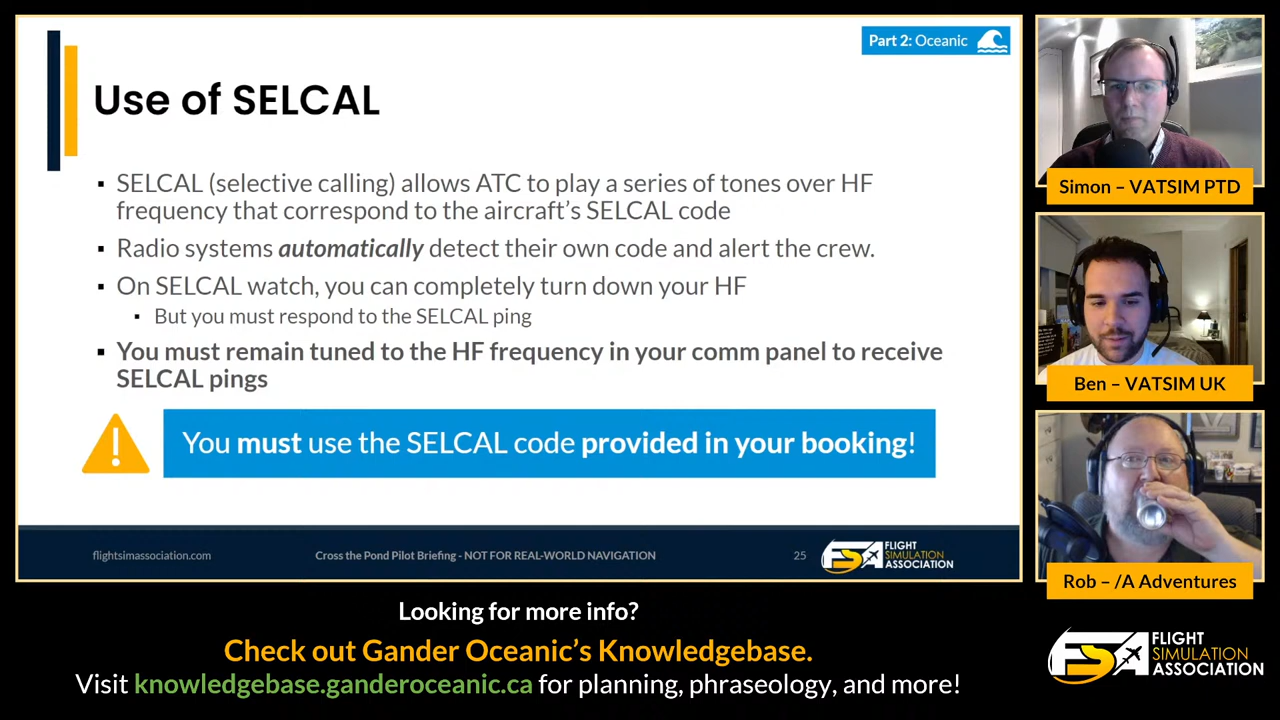 Part 2: Oceanic
Use of SELCAL
▪ SELCAL (selective calling) allows ATC to play a series of tones over HF
frequency that correspond to the aircraft's SELCAL code
▪ Radio systems automatically detect their own code and alert the crew.
▪ On SELCAL watch, you can completely turn down your HF
▪ But you must respond to the SELCAL ping
▪ You must remain tuned to the HF frequency in your comm panel to receive
SELCAL pings
You must use the SELCAL code provided in your booking!
flightsimassociation.com
Cross the Pond Pilot Briefing - NOT FOR REAL-WORLD NAVIGATION
25
FSA
FLIGHT
SIMULATION
ASSOCIATION
Simon – VATSIM PTD
Ben – VATSIM UK
Rob – /A Adventures
Looking for more info?
Check out Gander Oceanic's Knowledgebase.
Visit knowledgebase.ganderoceanic.ca for planning, phraseology, and more!
FSA
FLIGHT
SIMULATION
ASSOCIATION